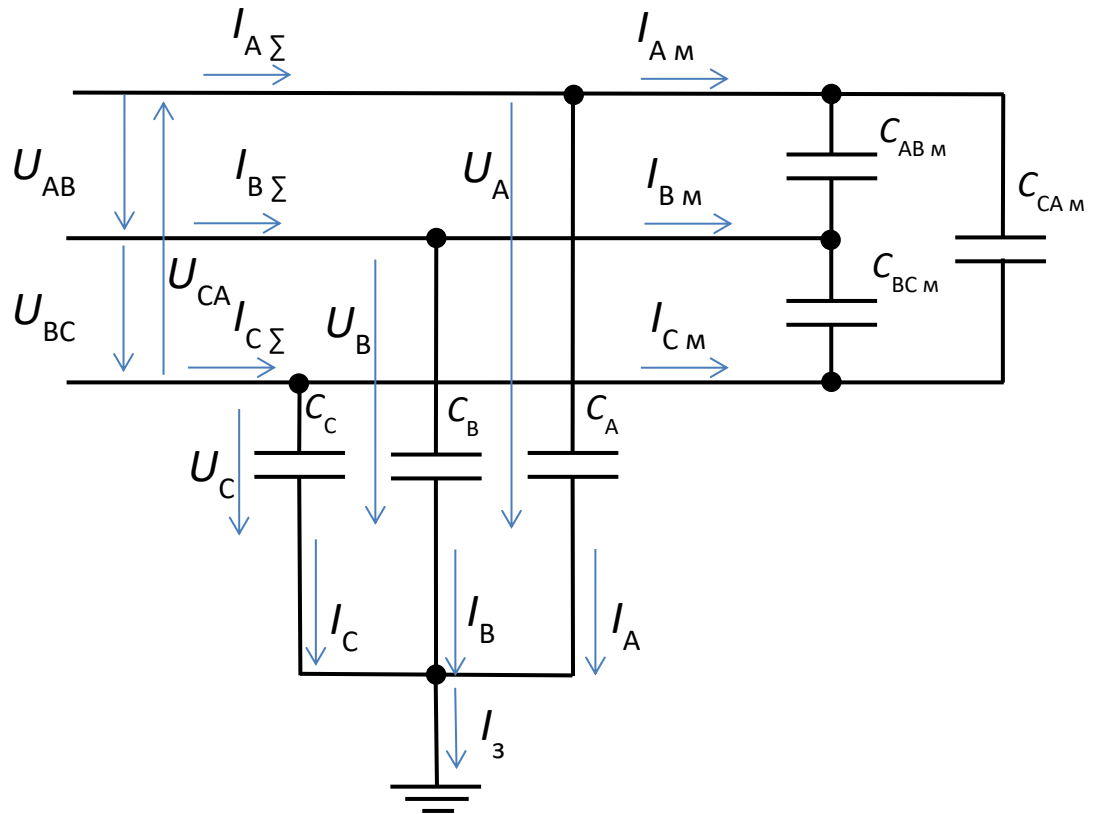 I A Σ
I A м
U AB
I B Σ
U A
I B м
C AB м
C CA м
U BC
U CA
I C Σ
U B
I C м
C BC м
C C
C B
C A
U C
I C
I B
I A
I з